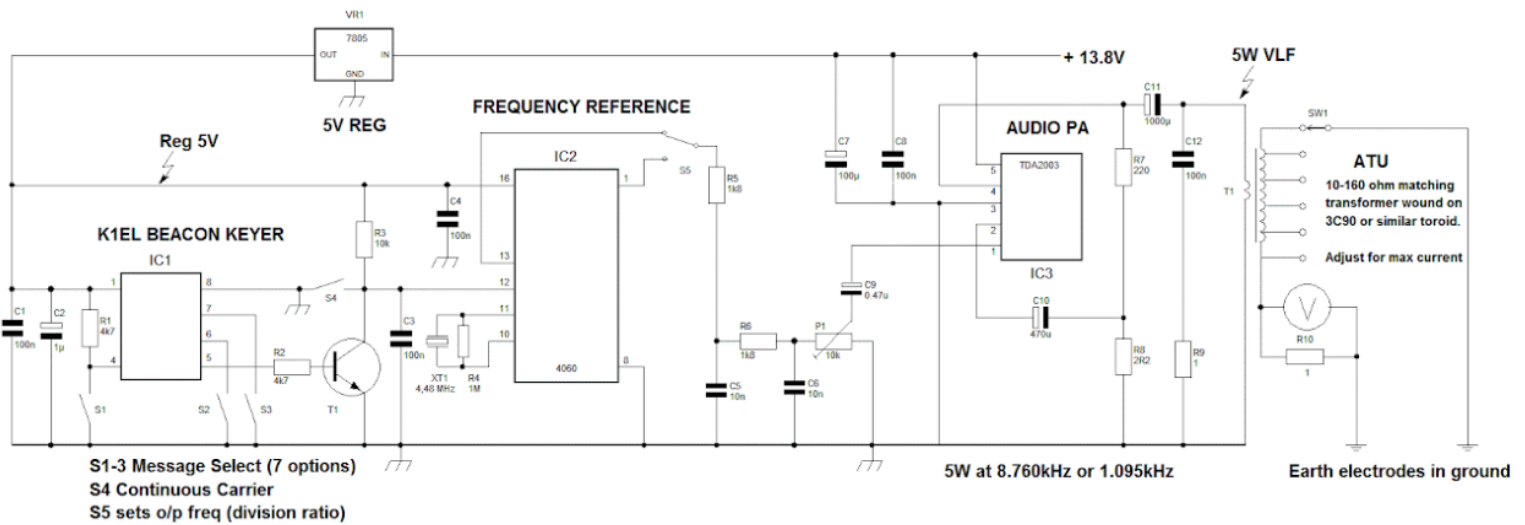 VR1
7805
OUT
IN
GND
5V REG
+ 13.8V
5W VLF
FREQUENCY REFERENCE
Reg 5V
C11
1000µ
SW1
AUDIO PA
IC2
S5
C7
100µ
C8
100n
TDA2003
5
4
3
2
1
IC3
R7
220
C12
100n
T1
ATU
10-160 ohm matching
transformer wound on
3C90 or similar toroid.
Adjust for max current
16
1
R5
1k8
C4
100n
R3
10k
K1EL BEACON KEYER
IC1
13
12
11
10
8
4060
1
8
7
6
5
4
S4
C1
100n
C2
1µ
R1
4k7
R2
4k7
C3
100n
XT1
4,48 MHz
R4
1M
C9
0.47u
C10
470u
R6
1k8
P1
10k
C5
10n
C6
10n
R8
2R2
R9
1
V
R10
1
S1
S2
S3
T1
S1-3 Message Select (7 options)
S4 Continuous Carrier
S5 sets o/p freq (division ratio)
5W at 8.760kHz or 1.095kHz
Earth electrodes in ground